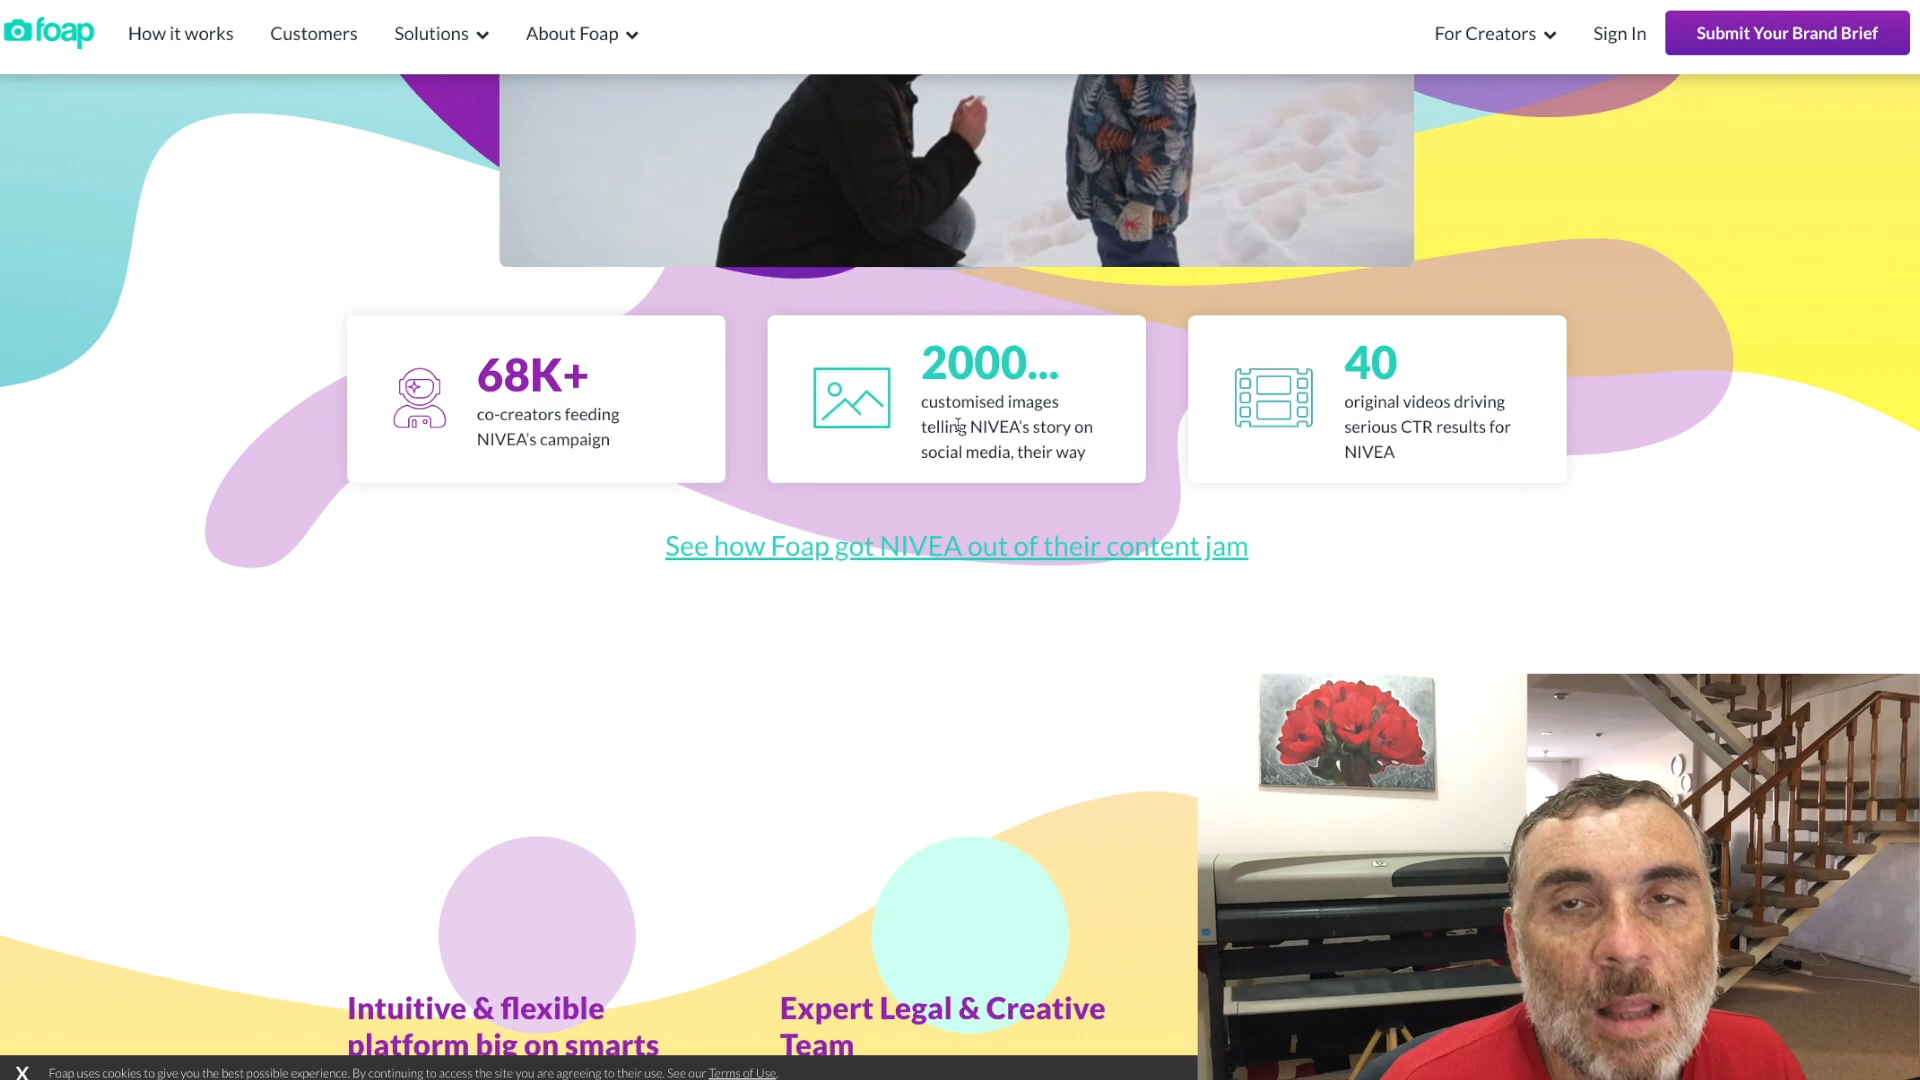 foap
How it works
Customers
Solutions
About Foap
For Creators
Sign In
Submit Your Brand Brief
68K+
co-creators feeding
NIVEA's campaign
2000...
customised images
telling NIVEA's story on
social media, their way
40
original videos driving
serious CTR results for
NIVEA
See how Foap got NIVEA out of their content jam
Intuitive & flexible
platform big on smarts
Expert Legal & Creative
Team
X
Foap uses cookies to give you the best possible experience. By continuing to access the site you are agreeing to their use. See our Terms of Use.